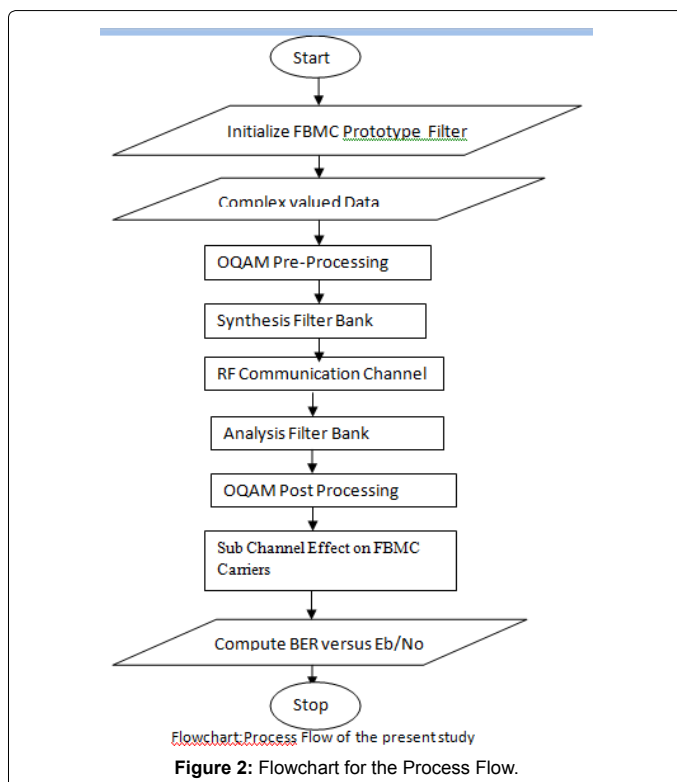 Start
Initialize FBMC Prototype Filter
Complex valued Data
OQAM Pre-Processing
Synthesis Filter Bank
RF Communication Channel
Analysis Filter Bank
OQAM Post Processing
Sub Channel Effect on FBMC
Carriers
Compute BER versus Eb/No
Stop
Flowchart:Process Flow of the present study
Figure 2: Flowchart for the Process Flow.